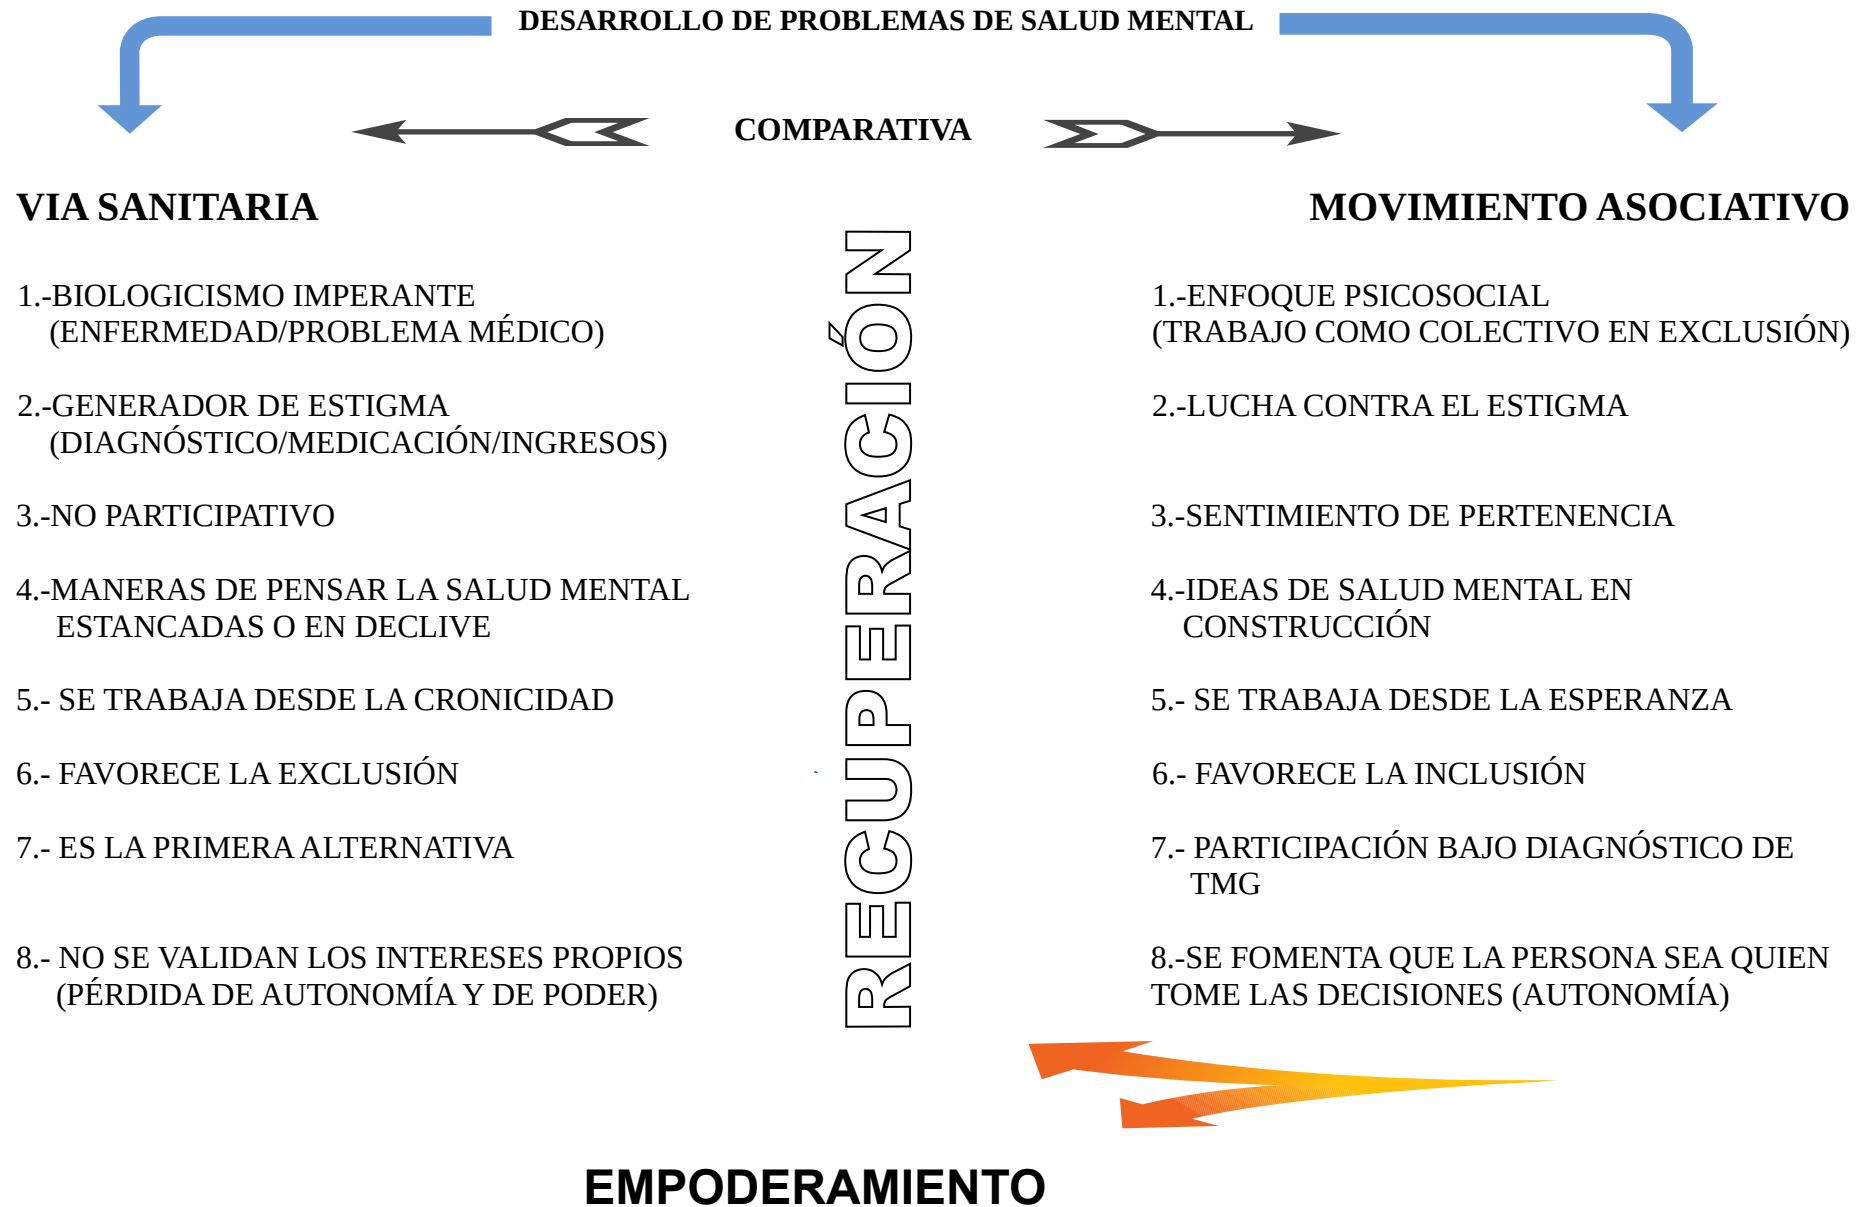 DESARROLLO DE PROBLEMAS DE SALUD MENTAL
COMPARATIVA
VIA SANITARIA
1.-BIOLOGICISMO IMPERANTE
(ENFERMEDAD/PROBLEMA MÉDICO)
2.-GENERADOR DE ESTIGMA
(DIAGNÓSTICO/MEDICACIÓN/INGRESOS)
3.-NO PARTICIPATIVO
4.-MANERAS DE PENSAR LA SALUD MENTAL
ESTANCADAS O EN DECLIVE
5.- SE TRABAJA DESDE LA CRONICIDAD
6.- FAVORECE LA EXCLUSIÓN
7.- ES LA PRIMERA ALTERNATIVA
8.- NO SE VALIDAN LOS INTERESES PROPIOS
(PÉRDIDA DE AUTONOMÍA Y DE PODER)
RECUPERACIÓN
MOVIMIENTO ASOCIATIVO
1.-ENFOQUE PSICOSOCIAL
(TRABAJO COMO COLECTIVO EN EXCLUSIÓN)
2.-LUCHA CONTRA EL ESTIGMA
3.-SENTIMIENTO DE PERTENENCIA
4.-IDEAS DE SALUD MENTAL EN
CONSTRUCCIÓN
5.- SE TRABAJA DESDE LA ESPERANZA
6.- FAVORECE LA INCLUSIÓN
7.- PARTICIPACIÓN BAJO DIAGNÓSTICO DE
TMG
8.-SE FOMENTA QUE LA PERSONA SEA QUIEN
TOME LAS DECISIONES (AUTONOMÍA)
EMPODERAMIENTO